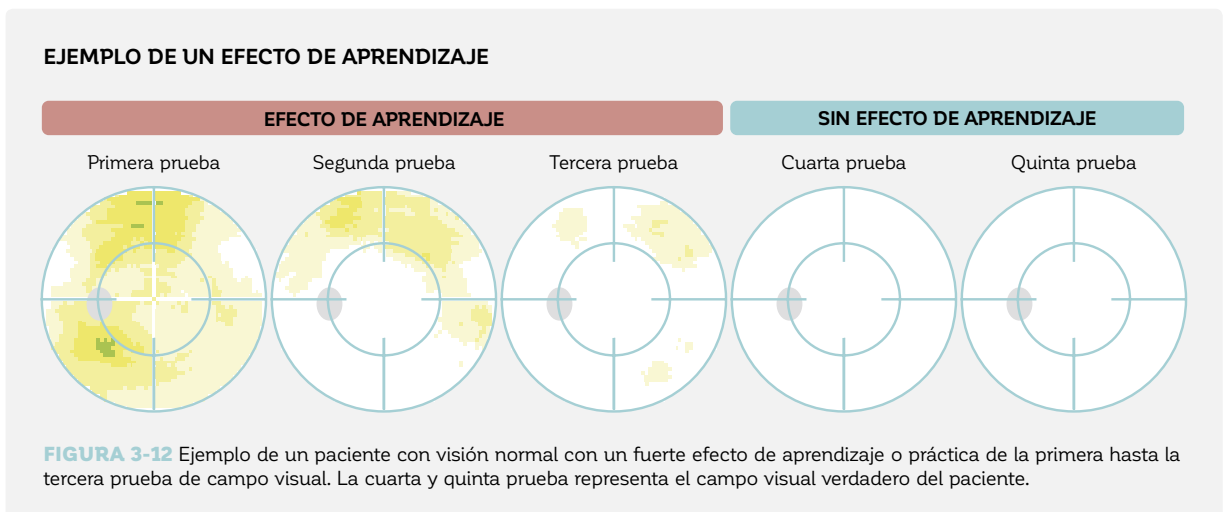 EJEMPLO DE UN EFECTO DE APRENDIZAJE
EFECTO DE APRENDIZAJE
SIN EFECTO DE APRENDIZAJE
Primera prueba
Segunda prueba
Tercera prueba
Cuarta prueba
Quinta prueba
FIGURA 3-12 Ejemplo de un paciente con visión normal con un fuerte efecto de aprendizaje o práctica de la primera hasta la
tercera prueba de campo visual. La cuarta y quinta prueba representa el campo visual verdadero del paciente.